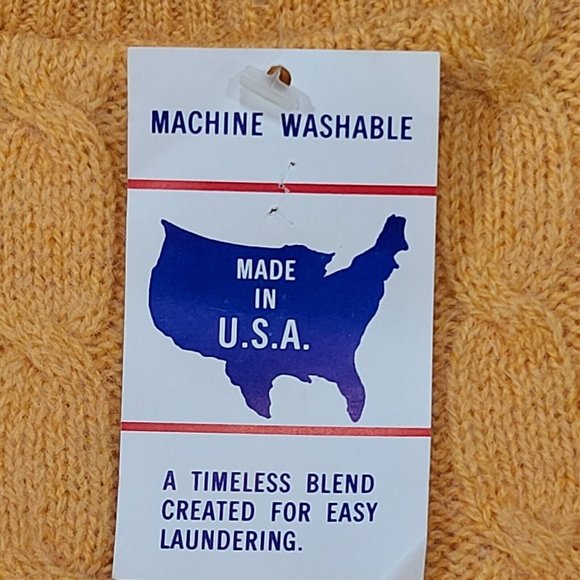 MACHINE WASHABLE
MADE
IN
U.S.A.
A TIMELESS BLEND
CREATED FOR EASY
LAUNDERING.